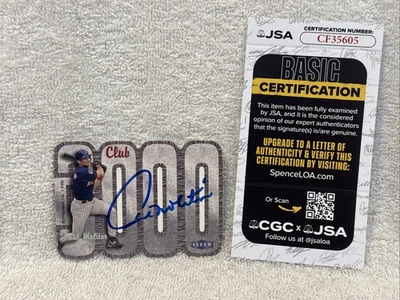 Club
3000
FLEER
JSA
CERTIFICATION NUMBER:
CF35605
BASIC
CERTIFICATION
This item has been fully examined
by JSA, and it is the considered
opinion of our expert authenticators
that the signature(s) is/are genuine.
UPGRADE TO A LETTER OF
AUTHENTICITY & VERIFY THIS
CERTIFICATION BY VISITING:
SpenceLOA.com
Or Scan
CGC x JSA
Follow us at @jsaloa